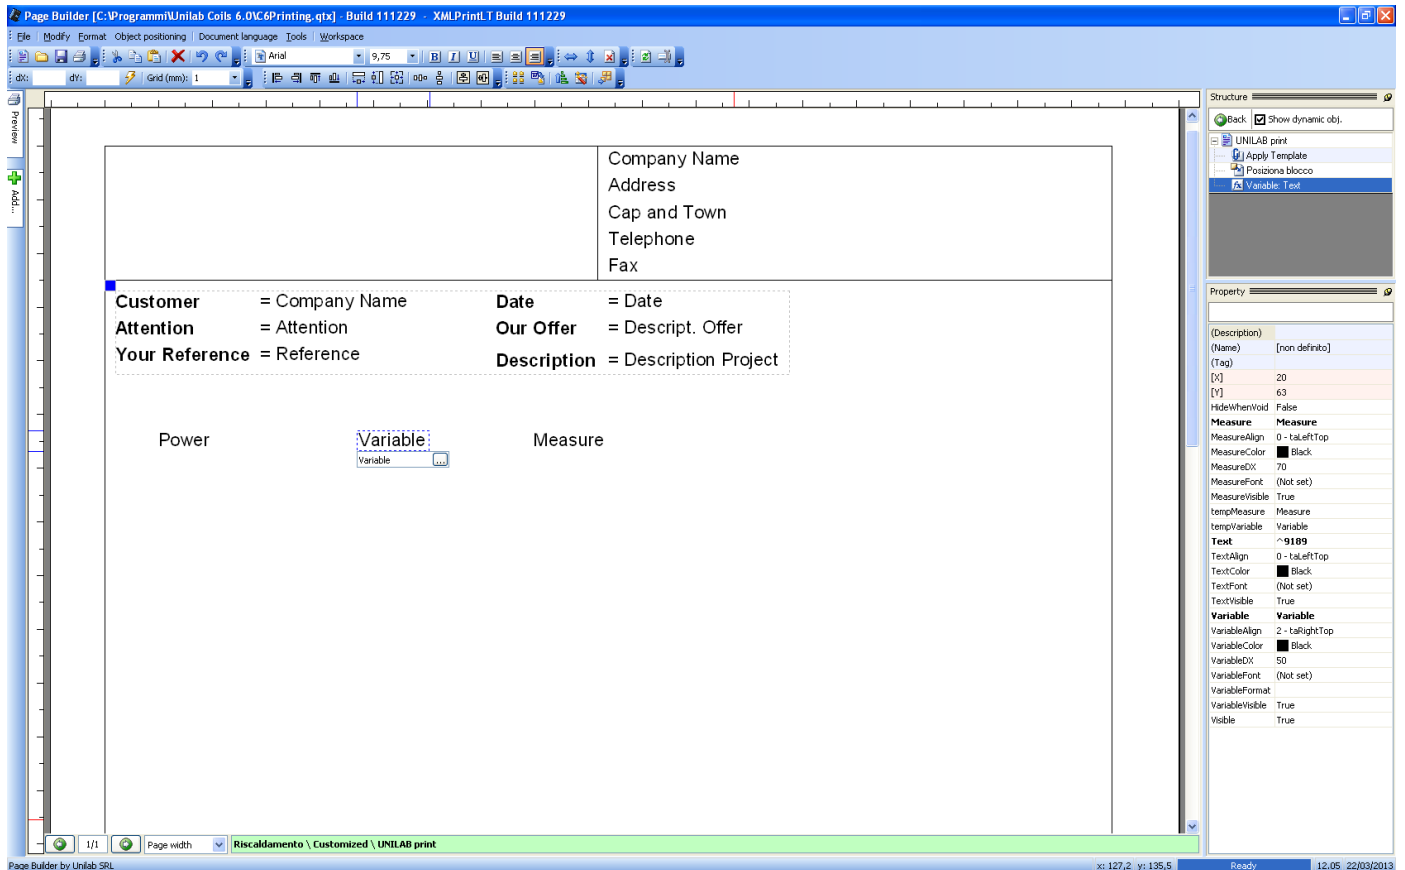 Page Builder [C:\Programmi\Unilab Coils 6.0\C6Printing.qtx] - Build 111229 - XMLPrintLT Build 111229
File Modify Format Object positioning Document language Tools Workspace
Arial 9,75 B I U
dX: dY: Grid (mm): 1
Preview
Add...
Company Name
Address
Cap and Town
Telephone
Fax
Customer = Company Name Date = Date
Attention = Attention Our Offer = Descript. Offer
Your Reference = Reference Description = Description Project
Power Variable Measure
Variable ...
Structure
Back Show dynamic obj.
UNILAB print
Apply Template
Posiziona blocco
Variable: Text
Property
(Description)
(Name) [non definito]
(Tag)
[X] 20
[Y] 63
HideWhenVoid False
Measure Measure
MeasureAlign 0 - taLeftTop
MeasureColor Black
MeasureDX 70
MeasureFont (Not set)
MeasureVisible True
tempMeasure Measure
tempVariable Variable
Text ^9189
TextAlign 0 - taLeftTop
TextColor Black
TextFont (Not set)
TextVisible True
Variable Variable
VariableAlign 2 - taRightTop
VariableColor Black
VariableDX 50
VariableFont (Not set)
VariableFormat
VariableVisible True
Visible True
1/1 Page width Riscaldamento \ Customized \ UNILAB print
Page Builder by Unilab SRL x: 127,2 y: 135,5 Ready 12.05 22/03/2013